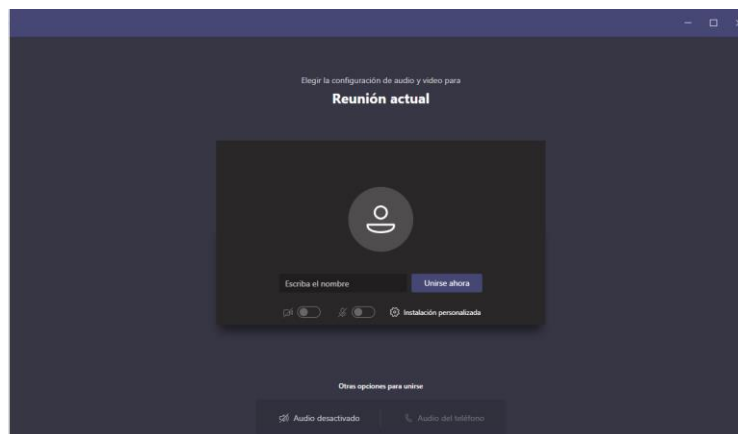 Elegir la configuración de audio y video para
Reunión actual
Escriba el nombre
Unirse ahora
Instalación personalizada
Otras opciones para unirse
Audio desactivado
Audio del teléfono